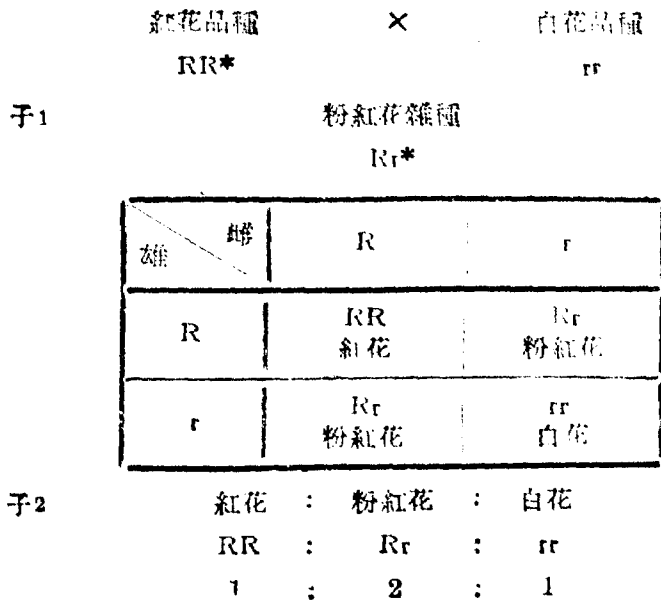 紅花品種 × 白花品種
RR* rr
子1 粉紅花雜種
Rr*
雌
雄 R r
R RR Rr
紅花 粉紅花
r Rr rr
粉紅花 白花
子2 紅花 : 粉紅花 : 白花
RR : Rr : rr
1 : 2 : 1